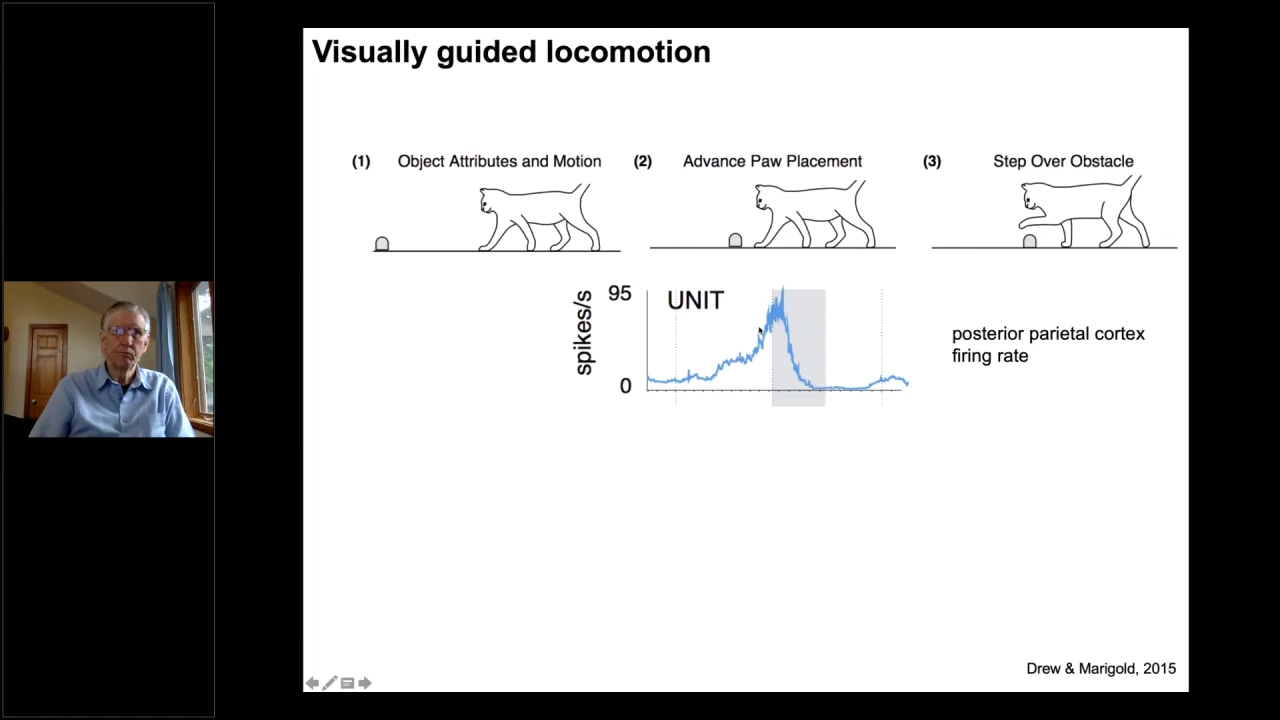 Visually guided locomotion
(1) Object Attributes and Motion
(2) Advance Paw Placement
(3) Step Over Obstacle
spikes/s
95
UNIT
0
posterior parietal cortex
firing rate
Drew & Marigold, 2015